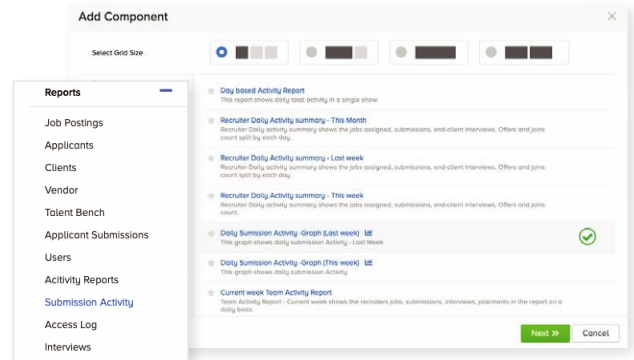 Add Component
Select Grid Size
Reports
Job Postings
Applicants
Clients
Vendor
Talent Bench
Applicant Submissions
Users
Acitivity Reports
Submission Activity
Access Log
Interviews
Day based Activity Report
This report shows daily total activity in a single show.
Recruiter Daily Activity summary - This Month
Recruiter Daily activity summary shows the jobs assigned, submissions, end-client interviews, Offers and joins
count split by each day.
Recruiter Daily Activity summary - Last week
Recruiter Daily activity summary shows the jobs assigned, submissions, end-client interviews, Offers and joins
count split by each day.
Recruiter Daily Activity summary - This week
Recruiter Daily activity summary shows the jobs assigned, submissions, end-client interviews, Offers and joins
count.
Daily Sumission Activity -Graph (Last week)
This graph shows daily submission Activity - Last Week
Daily Sumission Activity -Graph (This week)
This graph shows daily submission Activity
Current week Team Activity Report
Team Activity Report - Current week shows the recruiters jobs, submissions, interviews, placments in the report on a
daily basis
Next »
Cancel